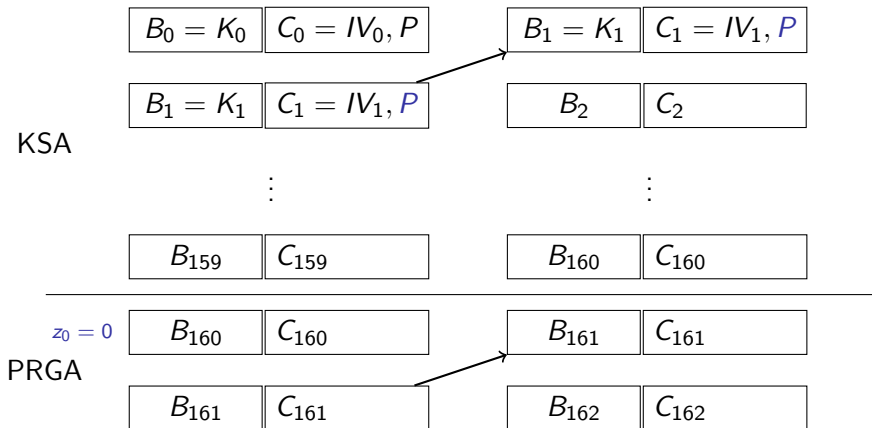 B₀ = K₀ C₀ = IV₀, P B₁ = K₁ C₁ = IV₁, P
B₁ = K₁ C₁ = IV₁, P B₂ C₂
KSA
⋮ ⋮
B₁₅₉ C₁₅₉ B₁₆₀ C₁₆₀
z₀ = 0 B₁₆₀ C₁₆₀ B₁₆₁ C₁₆₁
PRGA
B₁₆₁ C₁₆₁ B₁₆₂ C₁₆₂